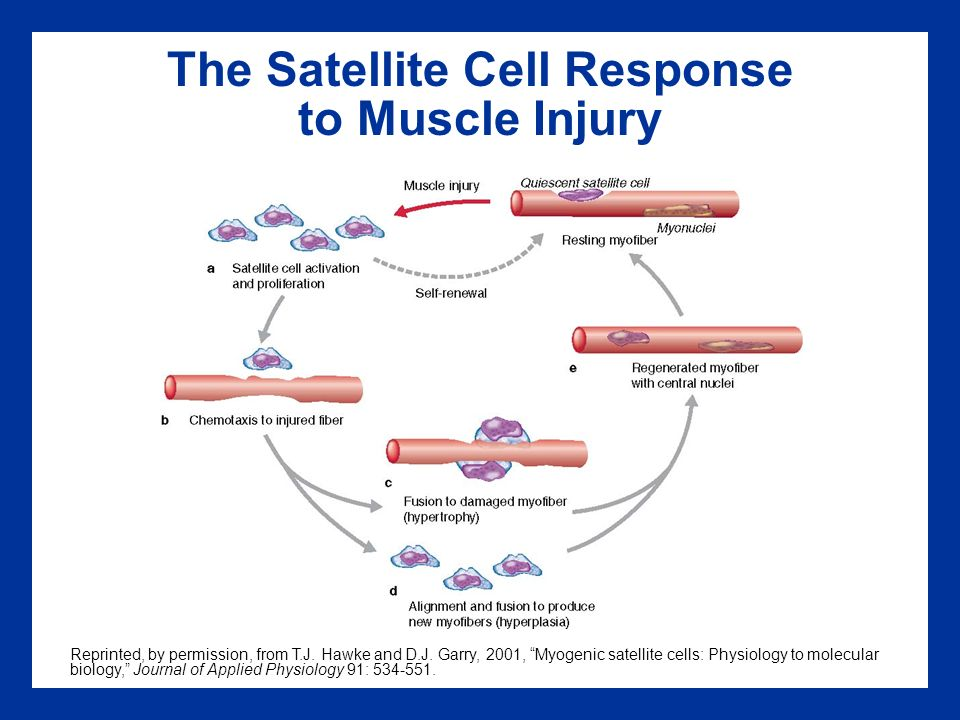 The Satellite Cell Response
to Muscle Injury
Muscle injury
Quiescent satellite cell
Myonuclei
Resting myofiber
a Satellite cell activation
and proliferation
Self-renewal
e Regenerated myofiber
with central nuclei
b Chemotaxis to injured fiber
c
Fusion to damaged myofiber
(hypertrophy)
d
Alignment and fusion to produce
new myofibers (hyperplasia)
Reprinted, by permission, from T.J. Hawke and D.J. Garry, 2001, “Myogenic satellite cells: Physiology to molecular
biology,” Journal of Applied Physiology 91: 534-551.